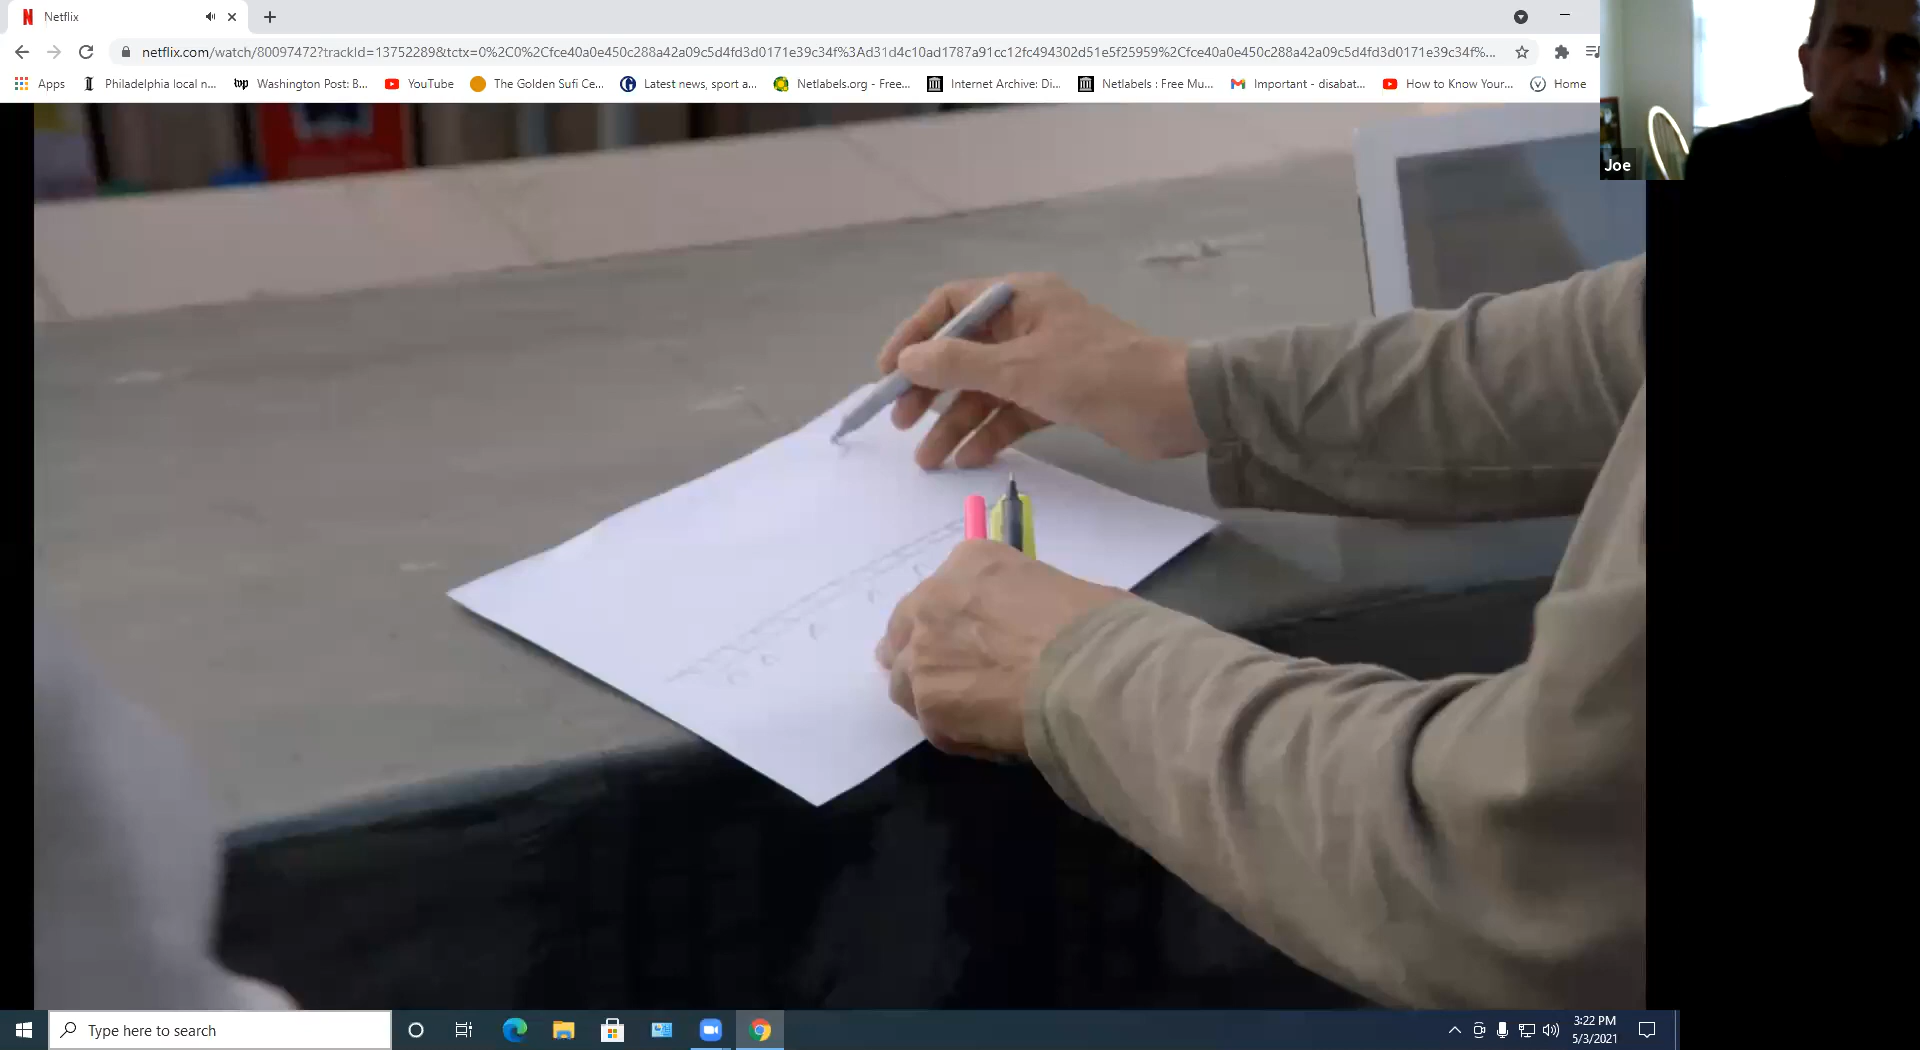 Netflix
netflix.com/watch/80097472?trackId=13752289&tctx=0%2C0%2Cfce40a0e450c288a42a09c5d4fd3d0171e39c34f%3Ad31d4c10ad1787a91cc12fc494302d51e5f25959%2Cfce40a0e450c288a42a09c5d4fd3d0171e39c34f%...
Apps Philadelphia local n... wp Washington Post: B... YouTube The Golden Sufi Ce... Latest news, sport a... Netlabels.org - Free... Internet Archive: Di... Netlabels : Free Mu... Important - disabat... How to Know Your... Home
Joe
Type here to search
3:22 PM
5/3/2021